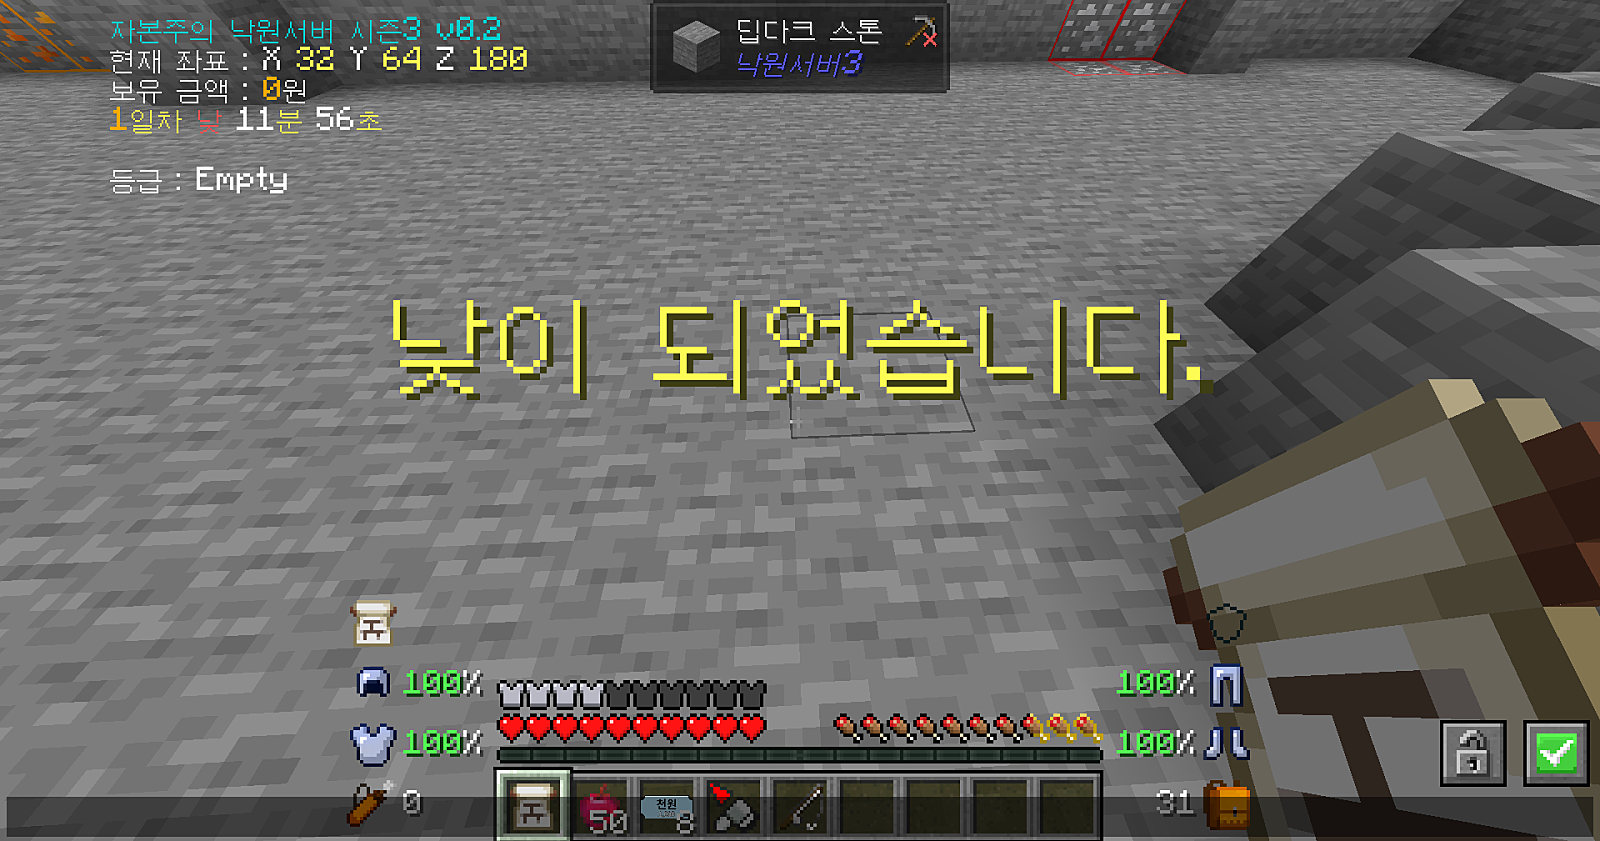 자본주의 낙원서버 시즌3 v0.2
현재 좌표 : X 32 Y 64 Z 180
보유 금액 : 0원
1일차 낮 11분 56초
등급 : Empty
딥다크 스톤
낙원서버3
낮이 되었습니다.
100%
100%
100%
100%
0
50
천원
8
31